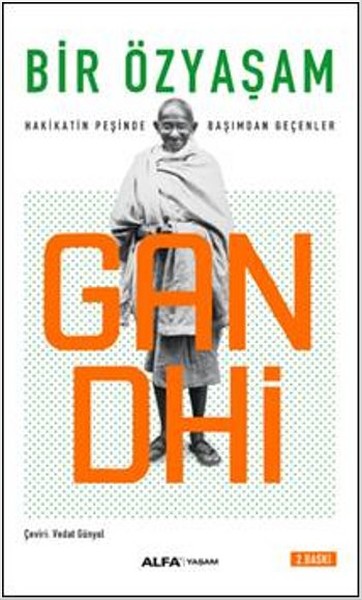 BİR ÖZYAŞAM
HAKİKATİN PEŞİNDE BAŞIMDAN GEÇENLER
GAN
DHİ
Çeviri: Vedat Günyol
ALFA YAŞAM
2. BASKI